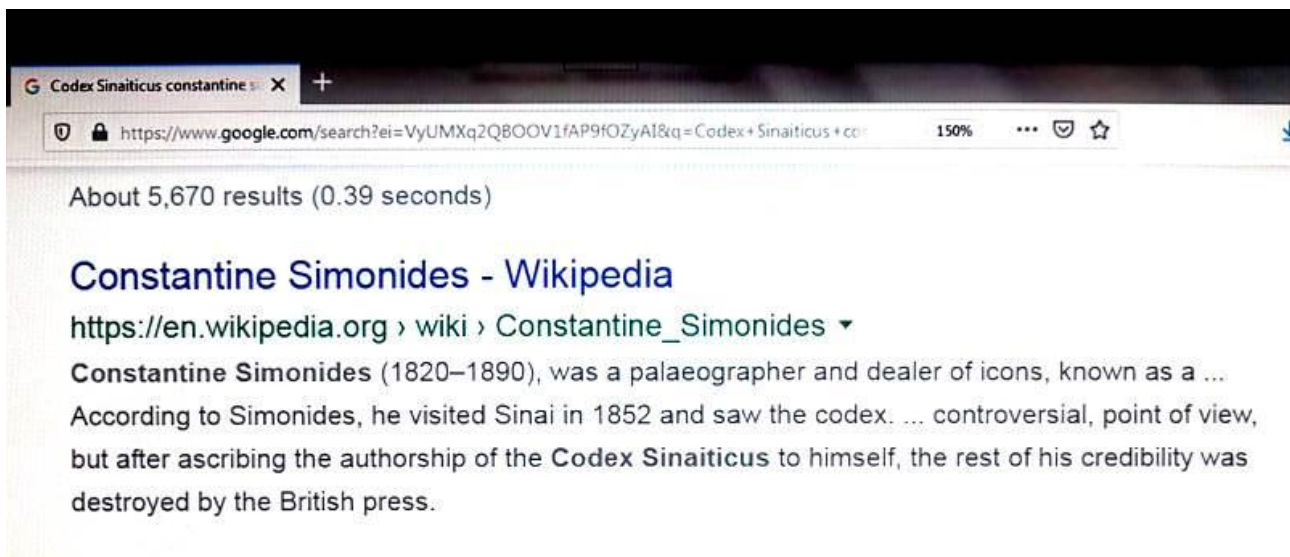 G Codex Sinaiticus constantine s X +
https://www.google.com/search?ei=VyUMXq2QBOOV1fAP9fOZyAI&q=Codex+Sinaiticus+co 150% ...
About 5,670 results (0.39 seconds)
Constantine Simonides - Wikipedia
https://en.wikipedia.org › wiki › Constantine_Simonides
Constantine Simonides (1820–1890), was a palaeographer and dealer of icons, known as a ...
According to Simonides, he visited Sinai in 1852 and saw the codex. ... controversial, point of view,
but after ascribing the authorship of the Codex Sinaiticus to himself, the rest of his credibility was
destroyed by the British press.